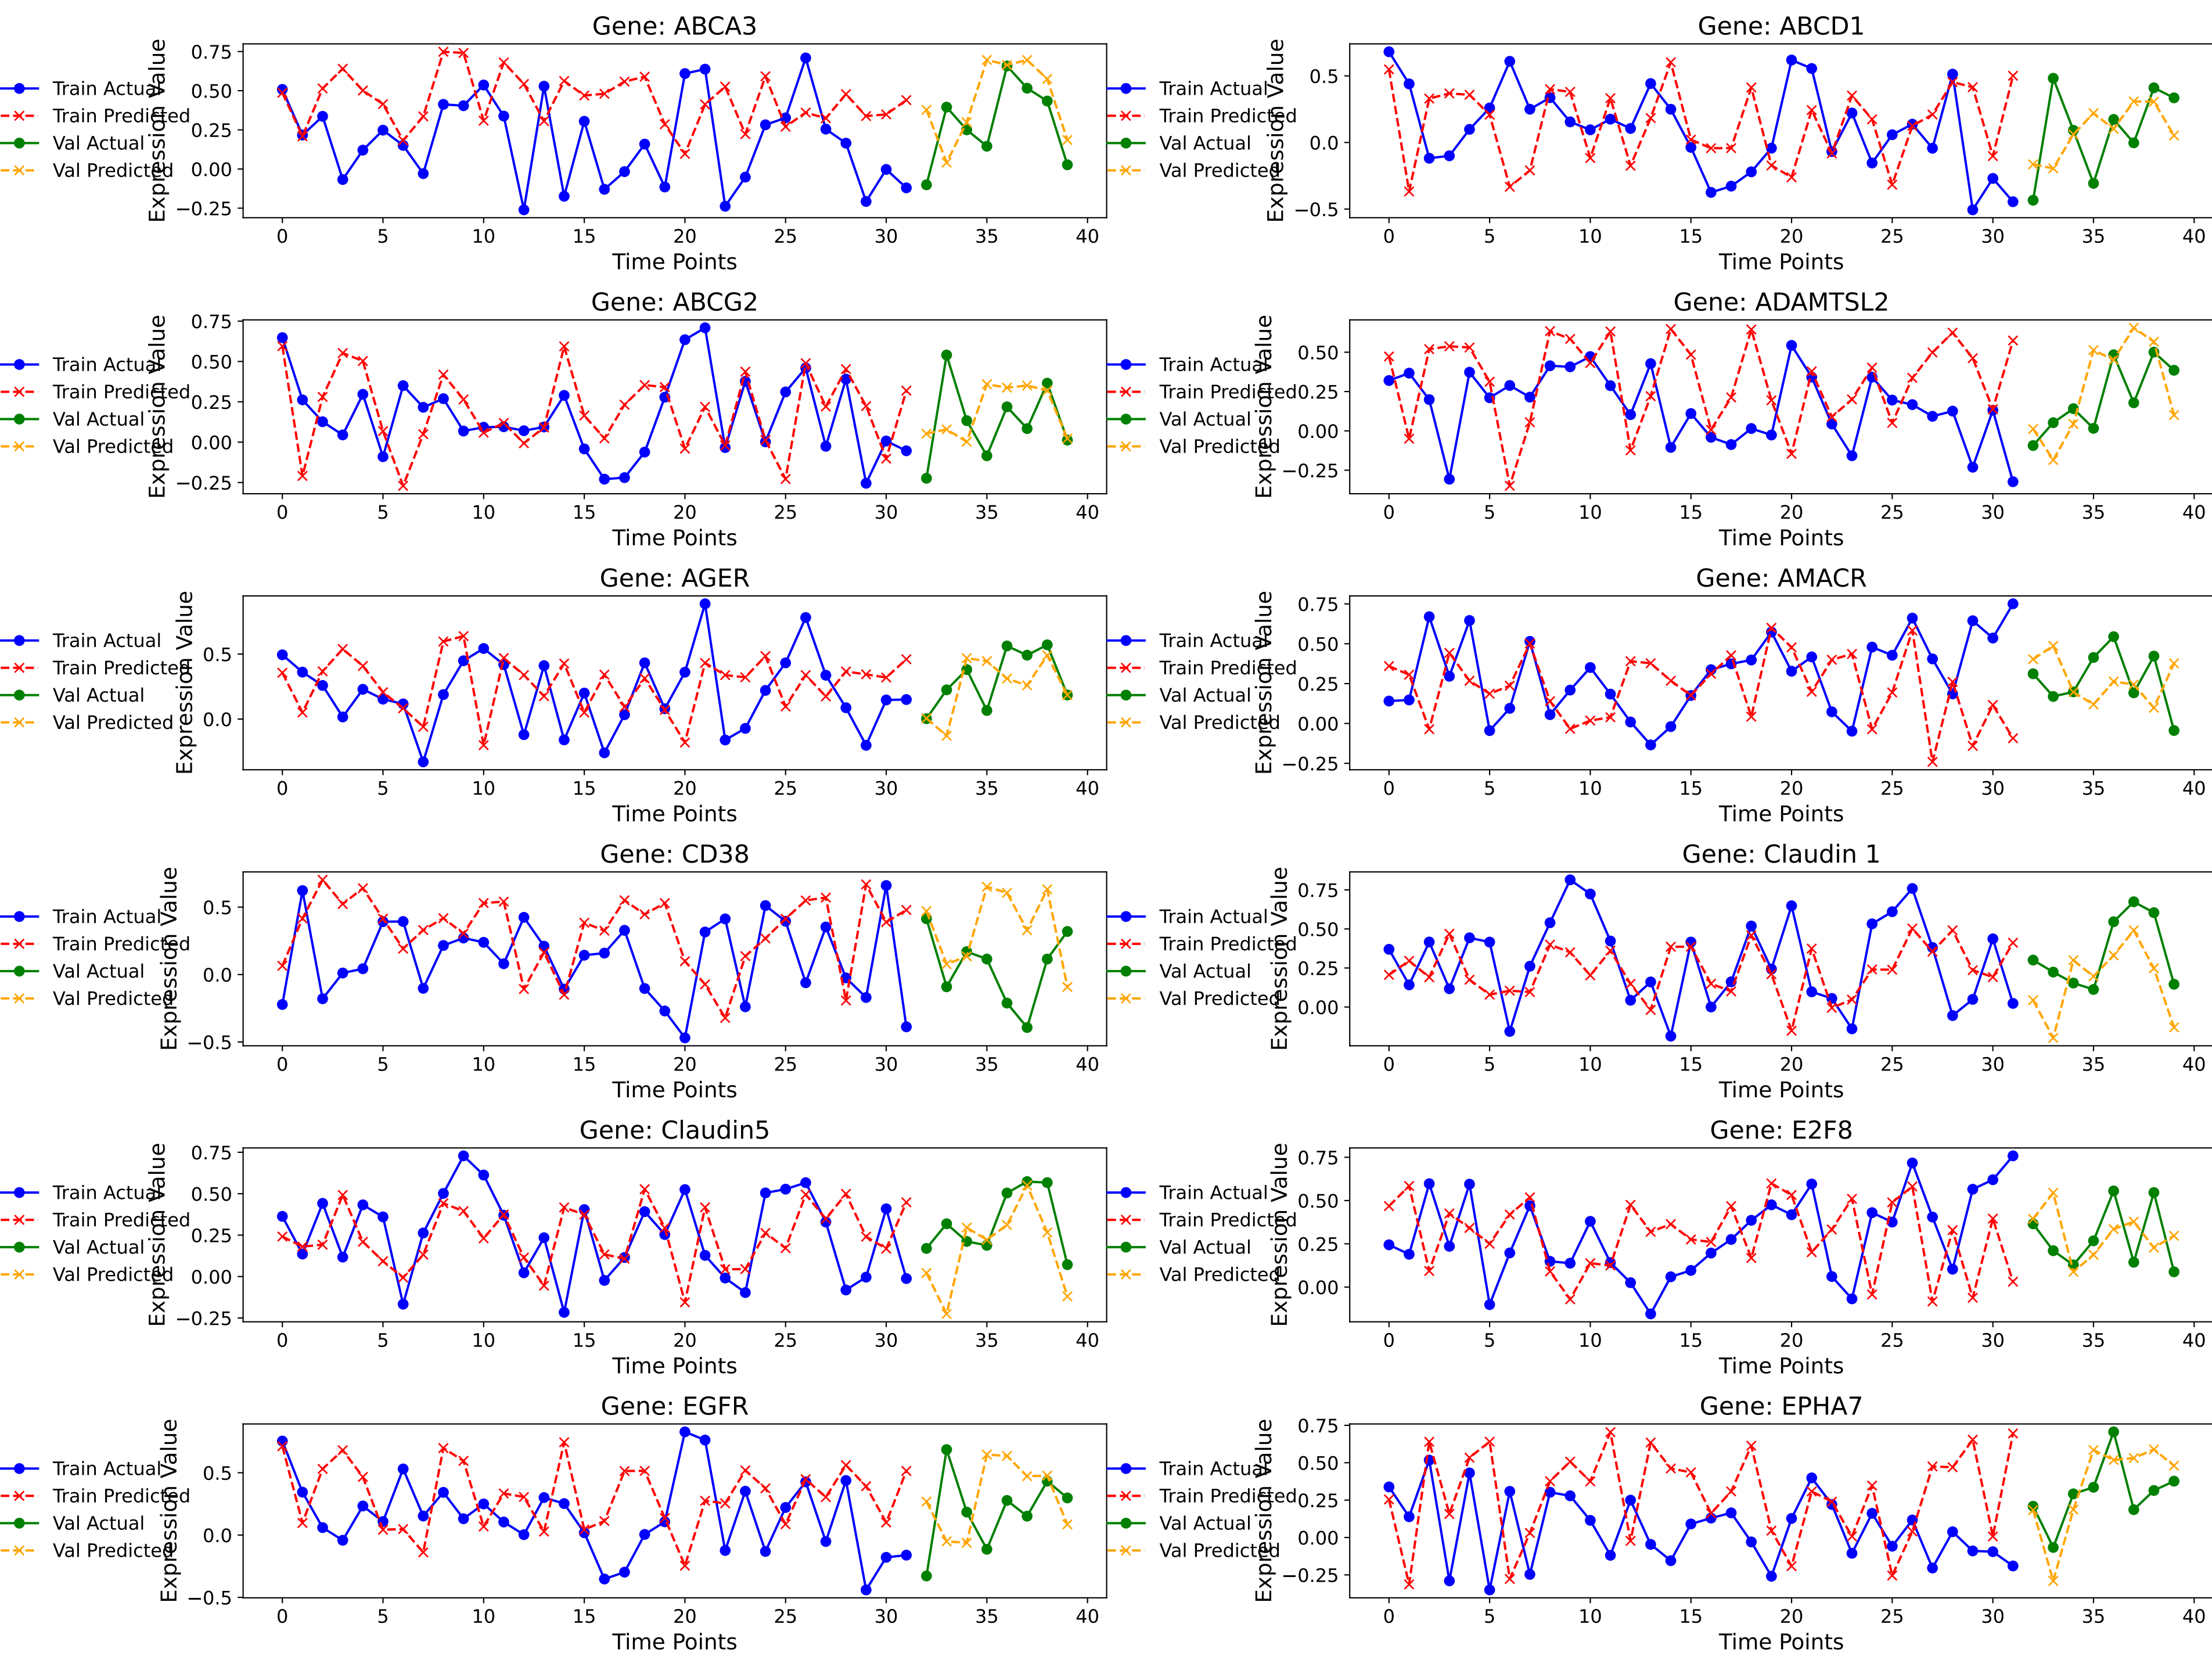 Gene: ABCA3
Expression Value
0.75
0.50
0.25
0.00
−0.25
0 5 10 15 20 25 30 35 40
Time Points
Train Actual
Train Predicted
Val Actual
Val Predicted
Gene: ABCD1
Expression Value
0.5
0.0
−0.5
0 5 10 15 20 25 30 35 40
Time Points
Train Actual
Train Predicted
Val Actual
Val Predicted
Gene: ABCG2
Expression Value
0.75
0.50
0.25
0.00
−0.25
0 5 10 15 20 25 30 35 40
Time Points
Train Actual
Train Predicted
Val Actual
Val Predicted
Gene: ADAMTSL2
Expression Value
0.50
0.25
0.00
−0.25
0 5 10 15 20 25 30 35 40
Time Points
Train Actual
Train Predicted
Val Actual
Val Predicted
Gene: AGER
Expression Value
0.5
0.0
0 5 10 15 20 25 30 35 40
Time Points
Train Actual
Train Predicted
Val Actual
Val Predicted
Gene: AMACR
Expression Value
0.75
0.50
0.25
0.00
−0.25
0 5 10 15 20 25 30 35 40
Time Points
Train Actual
Train Predicted
Val Actual
Val Predicted
Gene: CD38
Expression Value
0.5
0.0
−0.5
0 5 10 15 20 25 30 35 40
Time Points
Train Actual
Train Predicted
Val Actual
Val Predicted
Gene: Claudin 1
Expression Value
0.75
0.50
0.25
0.00
0 5 10 15 20 25 30 35 40
Time Points
Train Actual
Train Predicted
Val Actual
Val Predicted
Gene: Claudin5
Expression Value
0.75
0.50
0.25
0.00
−0.25
0 5 10 15 20 25 30 35 40
Time Points
Train Actual
Train Predicted
Val Actual
Val Predicted
Gene: E2F8
Expression Value
0.75
0.50
0.25
0.00
0 5 10 15 20 25 30 35 40
Time Points
Train Actual
Train Predicted
Val Actual
Val Predicted
Gene: EGFR
Expression Value
0.5
0.0
−0.5
0 5 10 15 20 25 30 35 40
Time Points
Train Actual
Train Predicted
Val Actual
Val Predicted
Gene: EPHA7
Expression Value
0.75
0.50
0.25
0.00
−0.25
0 5 10 15 20 25 30 35 40
Time Points
Train Actual
Train Predicted
Val Actual
Val Predicted